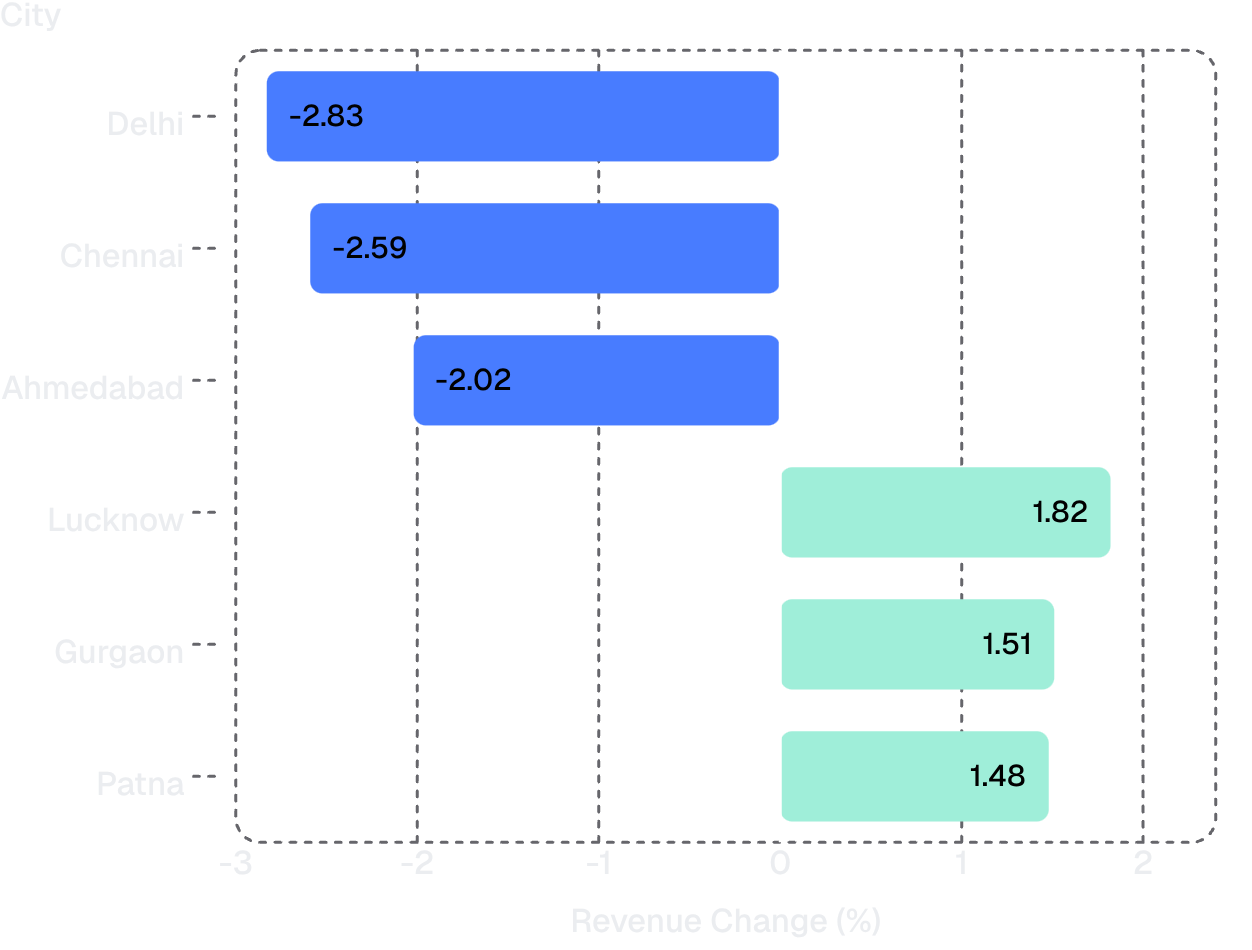 City
Delhi
-2.83
Chennai
-2.59
Ahmedabad
-2.02
Lucknow
1.82
Gurgaon
1.51
Patna
1.48
-3 -2 -1 0 1 2
Revenue Change (%)